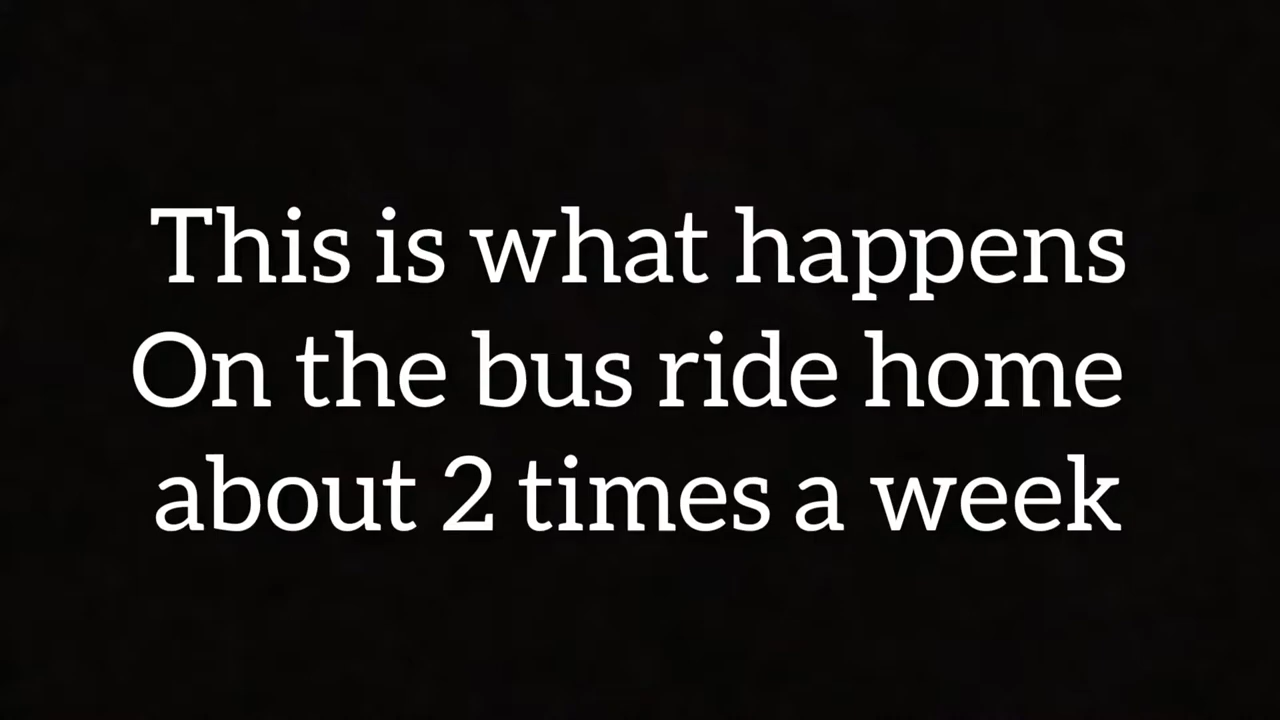 This is what happens
On the bus ride home
about 2 times a week